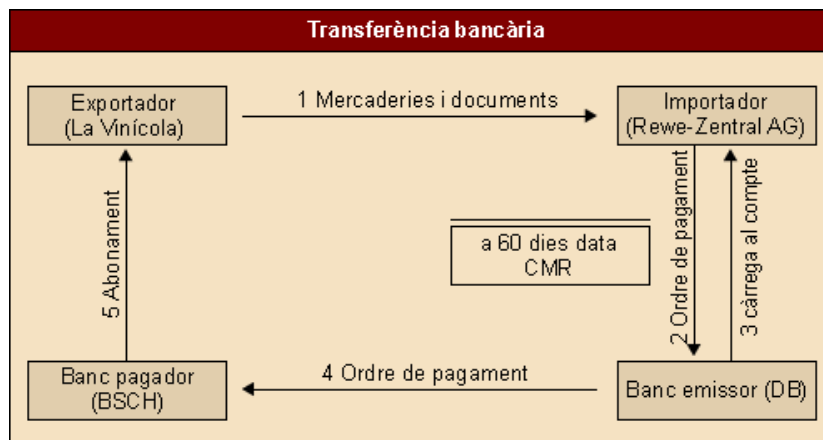 Transferència bancària
Exportador
(La Vinícola)
1 Mercaderies i documents
Importador
(Rewe-Zentral AG)
5 Abonament
a 60 dies data
CMR
2 Ordre de pagament
3 càrrega al compte
Banc pagador
(BSCH)
4 Ordre de pagament
Banc emissor (DB)